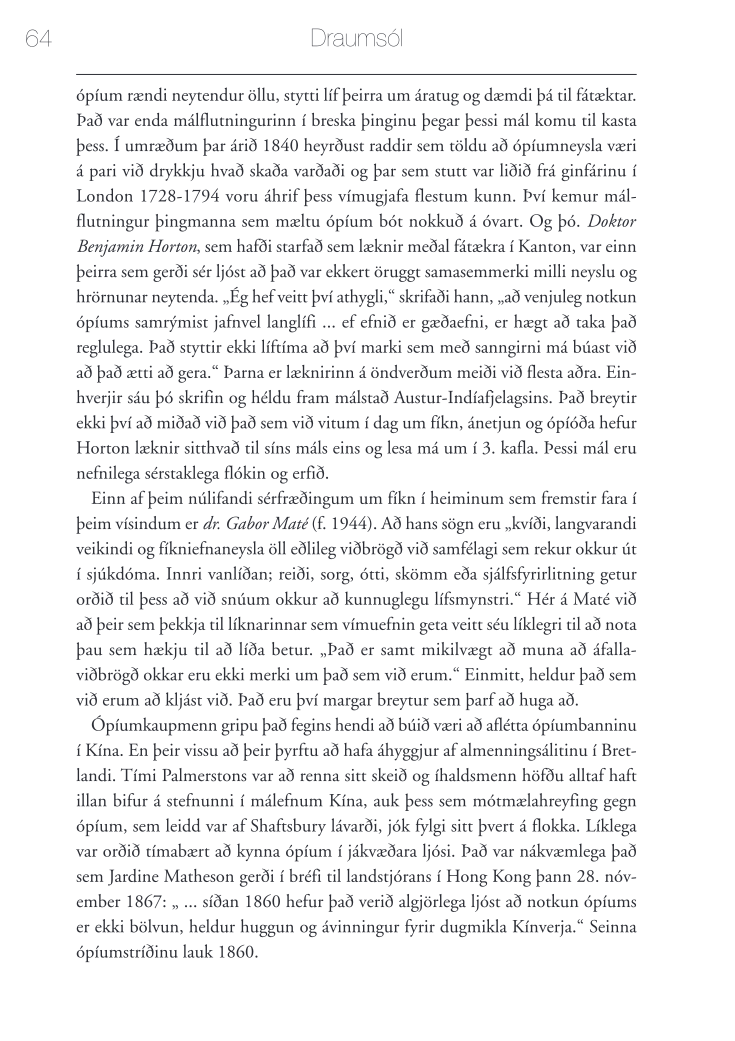 64
Draumsól
ópíum rændi neytendur öllu, stytti líf þeirra um áratug og dæmdi þá til fátæktar.
Það var enda málflutningurinn í breska þinginu þegar þessi mál komu til kasta
þess. Í umræðum þar árið 1840 heyrðust raddir sem töldu að ópíumneysla væri
á pari við drykkju hvað skaða varðaði og þar sem stutt var liðið frá ginfárinu í
London 1728-1794 voru áhrif þess vímugjafa flestum kunn. Því kemur mál-
flutningur þingmanna sem mæltu ópíum bót nokkuð á óvart. Og þó. Doktor
Benjamin Horton, sem hafði starfað sem læknir meðal fátækra í Kanton, var einn
þeirra sem gerði sér ljóst að það var ekkert öruggt samasemmerki milli neyslu og
hrörnunar neytenda. „Ég hef veitt því athygli,“ skrifaði hann, „að venjuleg notkun
ópíums samrýmist jafnvel langlífi ... ef efnið er gæðaefni, er hægt að taka það
reglulega. Það styttir ekki líftíma að því marki sem með sanngirni má búast við
að það ætti að gera.“ Þarna er læknirinn á öndverðum meiði við flesta aðra. Ein-
hverjir sáu þó skrifin og héldu fram málstað Austur-Indíafjelagsins. Það breytir
ekki því að miðað við það sem við vitum í dag um fíkn, ánetjun og ópíóða hefur
Horton læknir sitthvað til síns máls eins og lesa má um í 3. kafla. Þessi mál eru
nefnilega sérstaklega flókin og erfið.
Einn af þeim núlifandi sérfræðingum um fíkn í heiminum sem fremstir fara í
þeim vísindum er dr. Gabor Maté (f. 1944). Að hans sögn eru „kvíði, langvarandi
veikindi og fíkniefnaneysla öll eðlileg viðbrögð við samfélagi sem rekur okkur út
í sjúkdóma. Innri vanlíðan; reiði, sorg, ótti, skömm eða sjálfsfyrirlitning getur
orðið til þess að við snúum okkur að kunnuglegu lífsmynstri.“ Hér á Maté við
að þeir sem þekkja til líknarinnar sem vímuefnin geta veitt séu líklegri til að nota
þau sem hækju til að líða betur. „Það er samt mikilvægt að muna að áfalla-
viðbrögð okkar eru ekki merki um það sem við erum.“ Einmitt, heldur það sem
við erum að kljást við. Það eru því margar breytur sem þarf að huga að.
Ópíumkaupmenn gripu það fegins hendi að búið væri að aflétta ópíumbanninu
í Kína. En þeir vissu að þeir þyrftu að hafa áhyggjur af almenningsálitinu í Bret-
landi. Tími Palmerstons var að renna sitt skeið og íhaldsmenn höfðu alltaf haft
illan bifur á stefnunni í málefnum Kína, auk þess sem mótmælahreyfing gegn
ópíum, sem leidd var af Shaftsbury lávarði, jók fylgi sitt þvert á flokka. Líklega
var orðið tímabært að kynna ópíum í jákvæðara ljósi. Það var nákvæmlega það
sem Jardine Matheson gerði í bréfi til landstjórans í Hong Kong þann 28. nóv-
ember 1867: „ ... síðan 1860 hefur það verið algjörlega ljóst að notkun ópíums
er ekki bölvun, heldur huggun og ávinningur fyrir dugmikla Kínverja.“ Seinna
ópíumstríðinu lauk 1860.